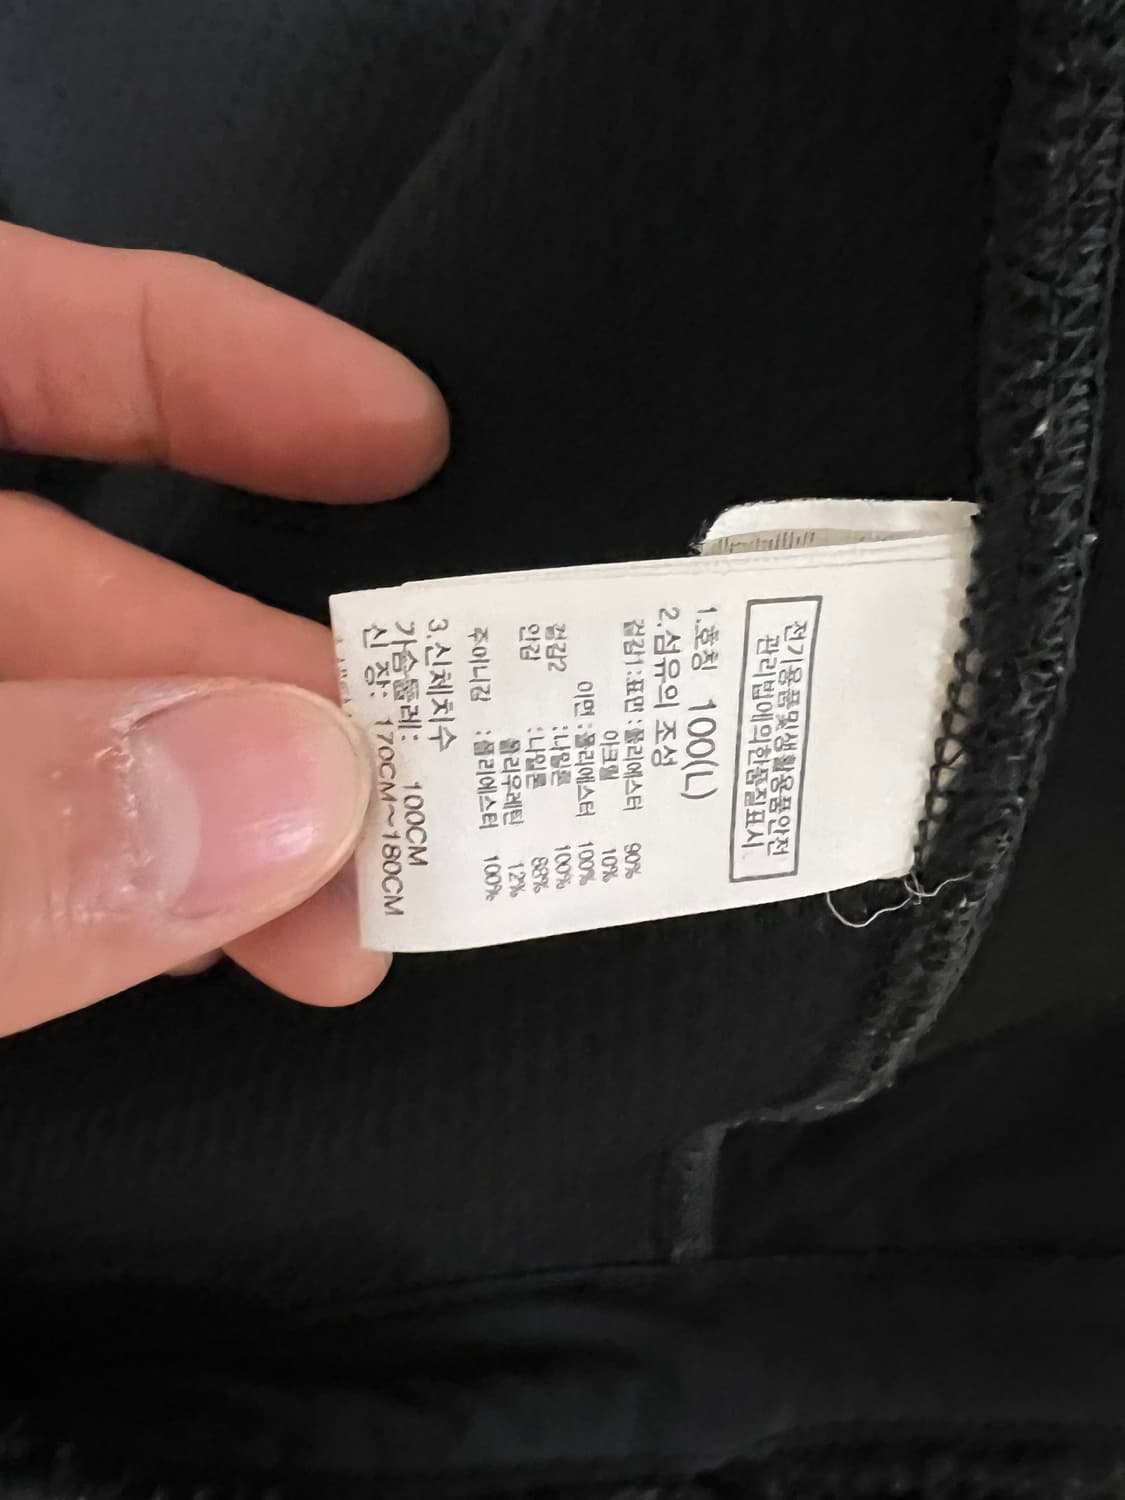 전기용품및생활용품안전
관리법에의한품질표시
1.호칭 100(L)
2.섬유의 조성
겉감1:표면 :폴리에스터 90%
아크릴 10%
이면 :폴리에스터 100%
겉감2 :나일론 100%
안감 :나일론 88%
폴리우레탄 12%
주머니감 :폴리에스터 100%
3.신체치수
가슴둘레: 100CM
신 장: 170CM~180CM